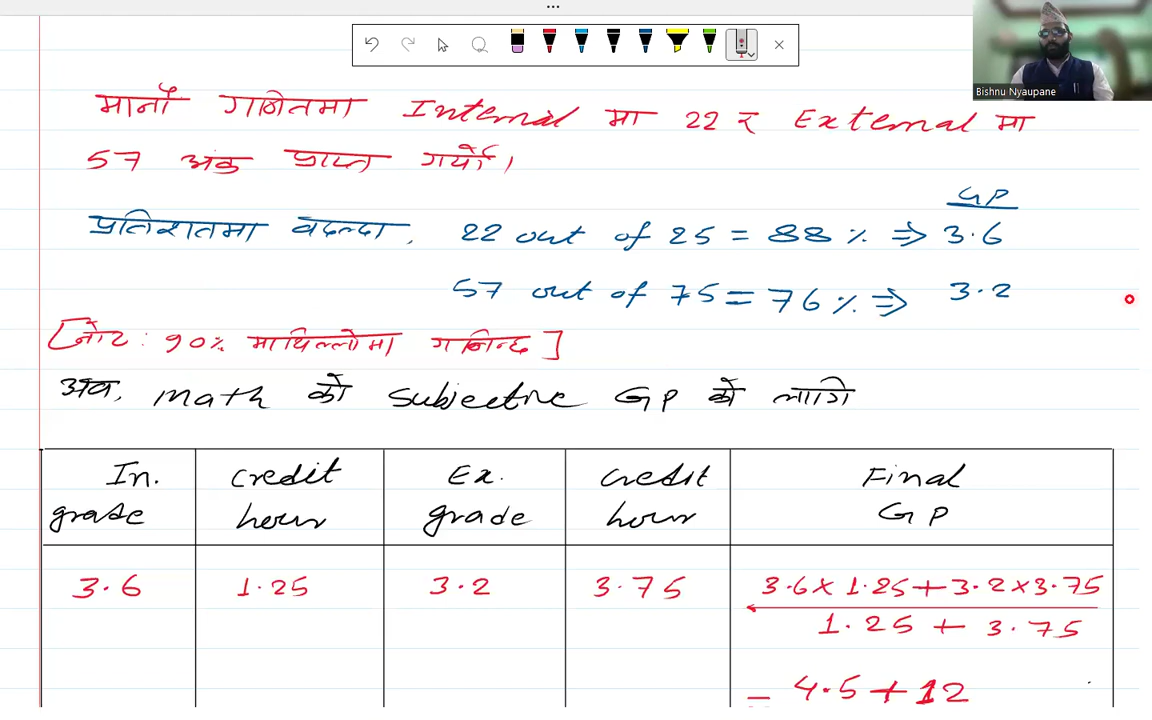 Bishnu Nyaupane
मानौं गणितमा Internal मा 22 र External मा
57 अंक प्राप्त गर्यौं।
GP
प्रतिशतमा बदल्दा, 22 out of 25 = 88 % ⇒ 3.6
57 out of 75 = 76 % ⇒ 3.2
[नोट : 90% माथिल्लोमा गनिन्छ ]
अब, math को subjective GP को लागि
In. grade
credit hour
Ex. grade
credit hour
Final GP
3.6
1.25
3.2
3.75
3.6 x 1.25 + 3.2 x 3.75
1.25 + 3.75
= 4.5 + 12